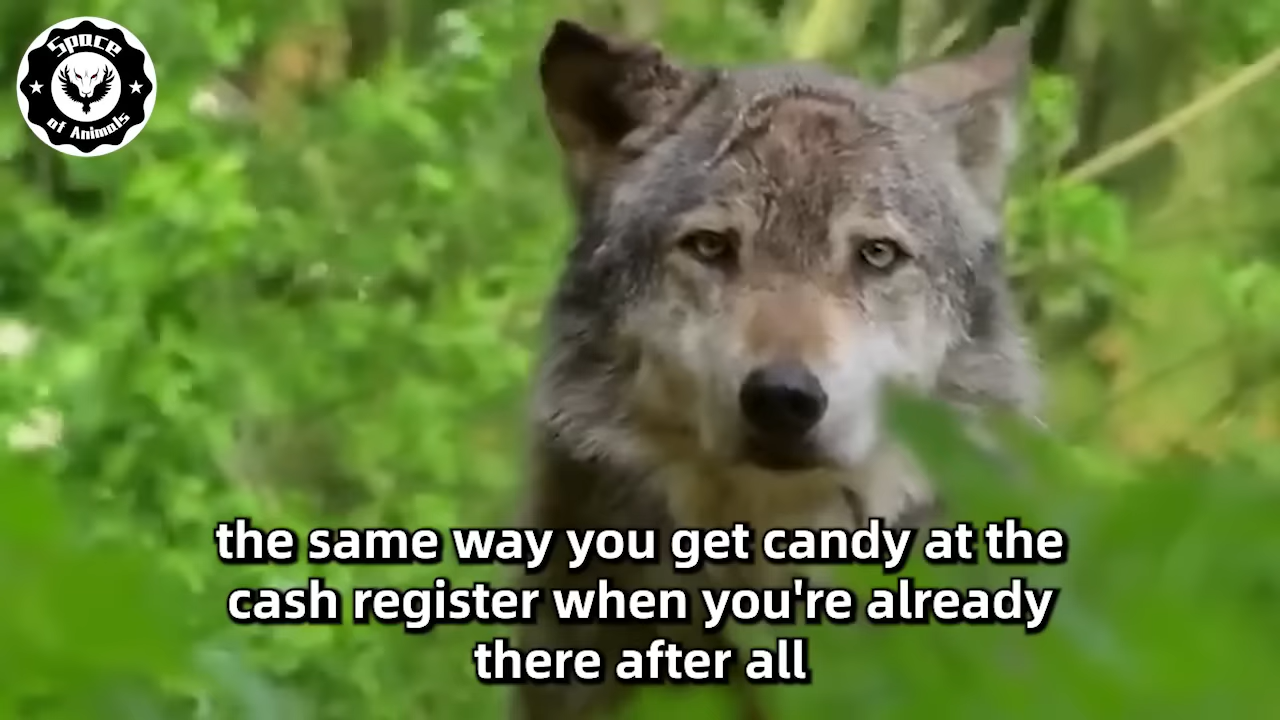 Space
of Animals
the same way you get candy at the
cash register when you're already
there after all